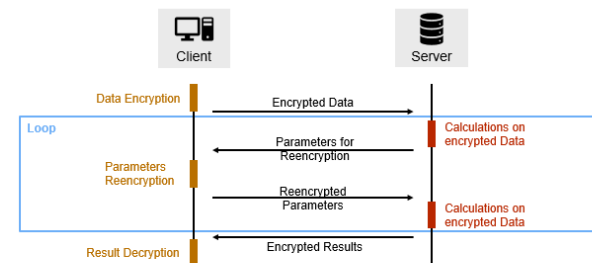 Client
Server
Data Encryption
Encrypted Data
Loop
Calculations on
encrypted Data
Parameters for
Reencryption
Parameters
Reencryption
Reencrypted
Parameters
Calculations on
encrypted Data
Encrypted Results
Result Decryption